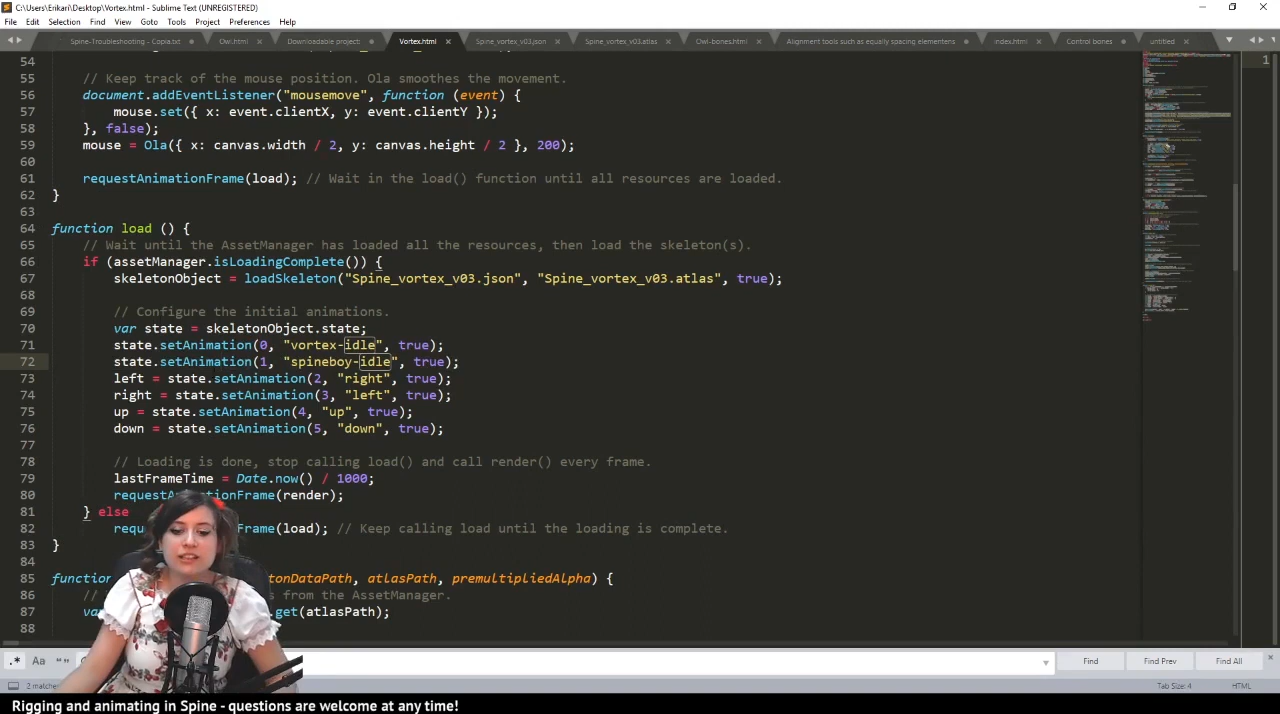 C:\Users\Erikari\Desktop\Vortex.html - Sublime Text (UNREGISTERED)
File Edit Selection Find View Goto Tools Project Preferences Help
Spine-Troubleshooting - Copia.txt Owl.html Downloadable project: Vortex.html Spine_vortex_v03.json Spine_vortex_v03.atlas Owl-bones.html Alignment tools such as equally spacing elementens index.html Control bones untitled
54
55 // Keep track of the mouse position. Ola smoothes the movement.
56 document.addEventListener("mousemove", function (event) {
57 mouse.set({ x: event.clientX, y: event.clientY });
58 }, false);
59 mouse = Ola({ x: canvas.width / 2, y: canvas.height / 2 }, 200);
60
61 requestAnimationFrame(load); // Wait in the load() function until all resources are loaded.
62 }
63
64 function load () {
65 // Wait until the AssetManager has loaded all the resources, then load the skeleton(s).
66 if (assetManager.isLoadingComplete()) {
67 skeletonObject = loadSkeleton("Spine_vortex_v03.json", "Spine_vortex_v03.atlas", true);
68
69 // Configure the initial animations.
70 var state = skeletonObject.state;
71 state.setAnimation(0, "vortex-idle", true);
72 state.setAnimation(1, "spineboy-idle", true);
73 left = state.setAnimation(2, "right", true);
74 right = state.setAnimation(3, "left", true);
75 up = state.setAnimation(4, "up", true);
76 down = state.setAnimation(5, "down", true);
77
78 // Loading is done, stop calling load() and call render() every frame.
79 lastFrameTime = Date.now() / 1000;
80 requestAnimationFrame(render);
81 } else
82 requ Frame(load); // Keep calling load until the loading is complete.
83 }
84
85 function tonDataPath, atlasPath, premultipliedAlpha) {
86 // s from the AssetManager.
87 va .get(atlasPath);
88
1
.* Aa "" Find Find Prev Find All
2 matche Tab Size: 4 HTML
Rigging and animating in Spine - questions are welcome at any time!